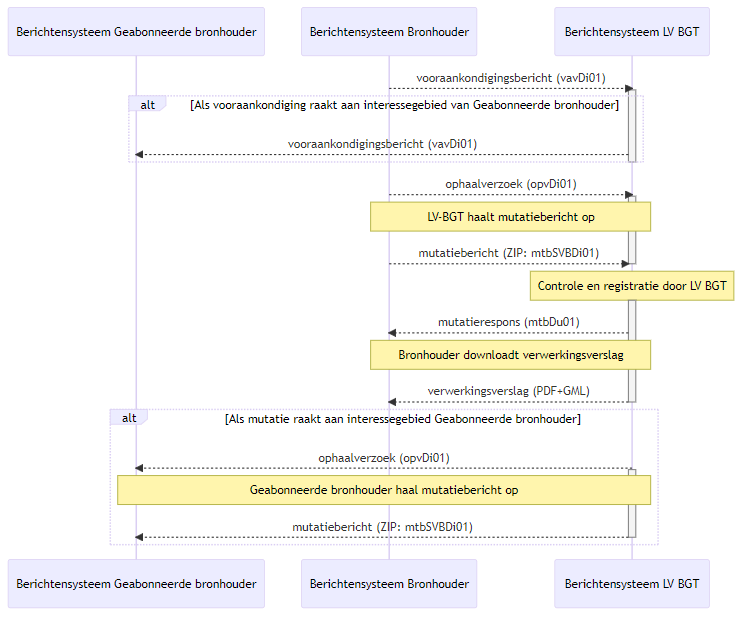 Berichtensysteem Geabonneerde bronhouder
Berichtensysteem Bronhouder
Berichtensysteem LV BGT
vooraankondigingsbericht (vavDi01)
alt
[Als vooraankondiging raakt aan interessegebied van Geabonneerde bronhouder]
vooraankondigingsbericht (vavDi01)
ophaalverzoek (opvDi01)
LV-BGT haalt mutatiebericht op
mutatiebericht (ZIP: mtbSVBDi01)
Controle en registratie door LV BGT
mutatierespons (mtbDu01)
Bronhouder downloadt verwerkingsverslag
verwerkingsverslag (PDF+GML)
alt
[Als mutatie raakt aan interessegebied Geabonneerde bronhouder]
ophaalverzoek (opvDi01)
Geabonneerde bronhouder haal mutatiebericht op
mutatiebericht (ZIP: mtbSVBDi01)
Berichtensysteem Geabonneerde bronhouder
Berichtensysteem Bronhouder
Berichtensysteem LV BGT